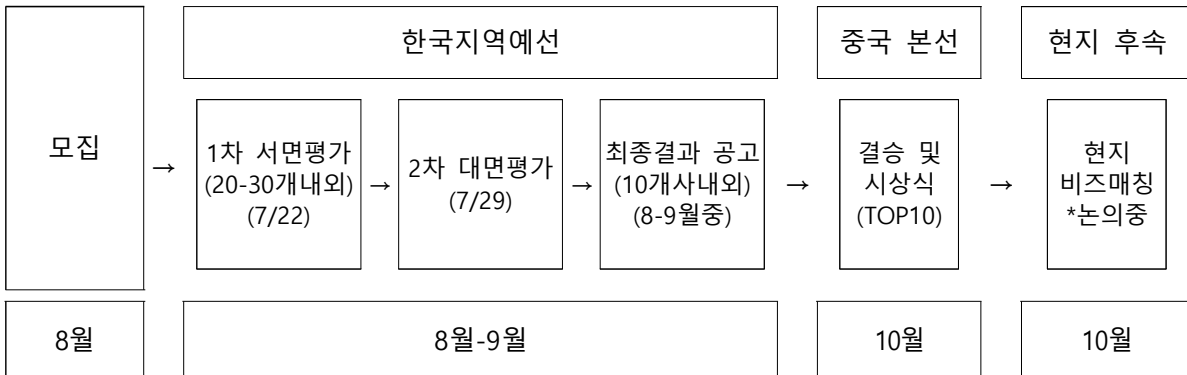 한국지역예선
중국 본선
현지 후속
모집
→
1차 서면평가
(20-30개내외)
(7/22)
→
2차 대면평가
(7/29)
→
최종결과 공고
(10개사내외)
(8-9월중)
→
결승 및
시상식
(TOP10)
→
현지
비즈매칭
*논의중
8월
8월-9월
10월
10월